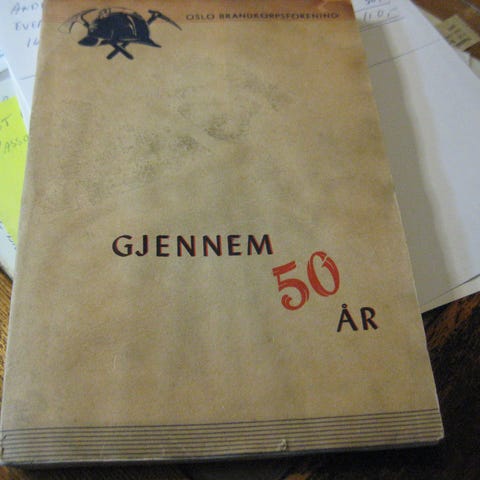 OSLO BRANDKORPSFORENING
GJENNEM
50
ÅR